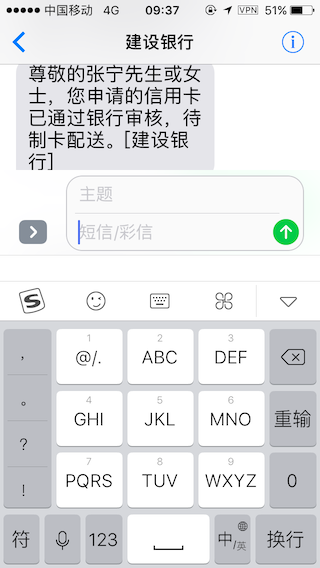 中国移动 4G 09:37 VPN 51%
建设银行
尊敬的张宁先生或女
士，您申请的信用卡
已通过银行审核，待
制卡配送。[建设银
行]
主题
短信/彩信
S
， 1 @/. 2 ABC 3 DEF
。 4 GHI 5 JKL 6 MNO 重输
？ 7 PQRS 8 TUV 9 WXYZ 0
！
符 123 中/英 换行